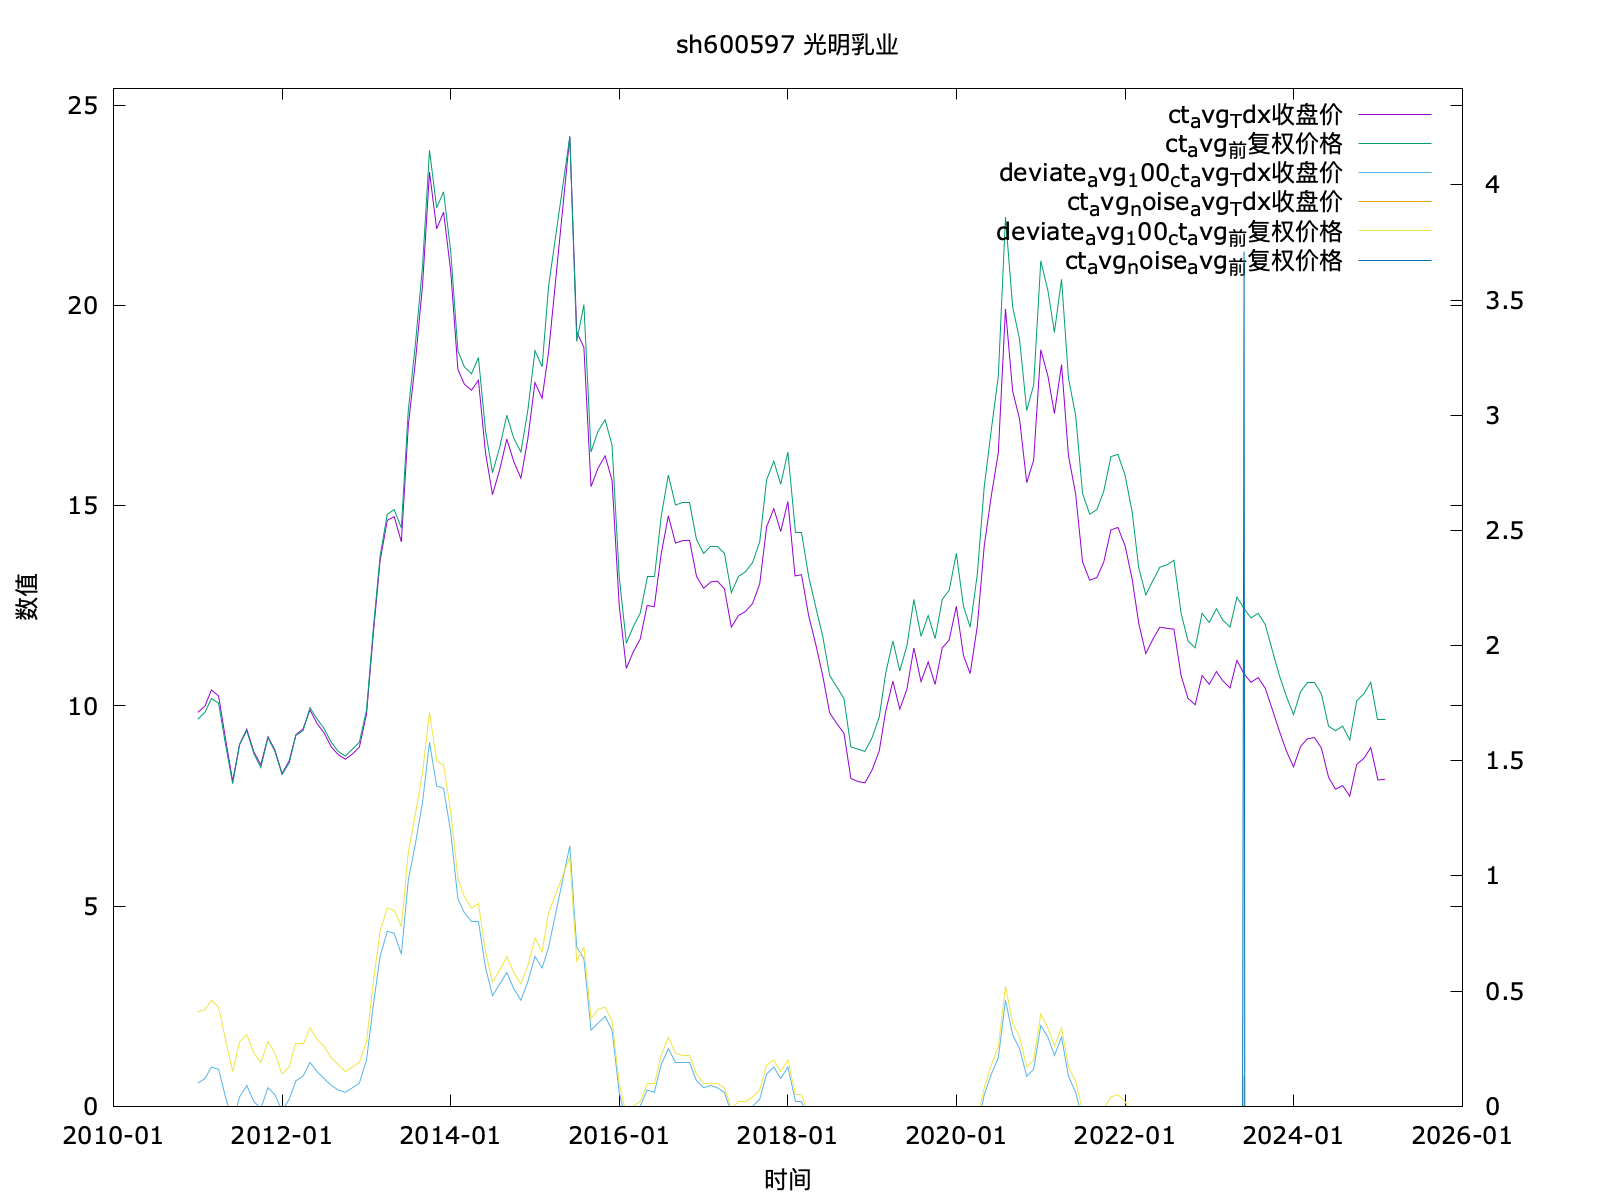 sh600597 光明乳业
ct_avg_Tdx收盘价
ct_avg_前复权价格
deviate_avg_100_ct_avg_Tdx收盘价
ct_avg_noise_avg_Tdx收盘价
deviate_avg_100_ct_avg_前复权价格
ct_avg_noise_avg_前复权价格
25
20
15
10
5
0
4
3.5
3
2.5
2
1.5
1
0.5
0
数值
2010-01 2012-01 2014-01 2016-01 2018-01 2020-01 2022-01 2024-01 2026-01
时间